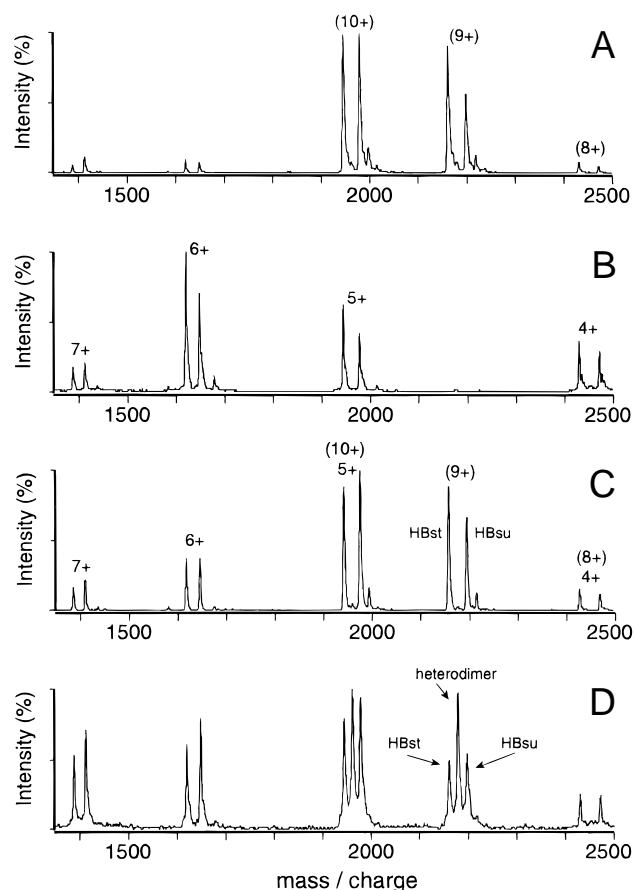 A
Intensity (%)
(10+)
(9+)
(8+)
1500
2000
2500
B
Intensity (%)
7+
6+
5+
4+
1500
2000
2500
C
Intensity (%)
7+
6+
(10+)
5+
(9+)
HBst
HBsu
(8+)
4+
1500
2000
2500
D
Intensity (%)
heterodimer
HBst
HBsu
1500
2000
2500
mass / charge